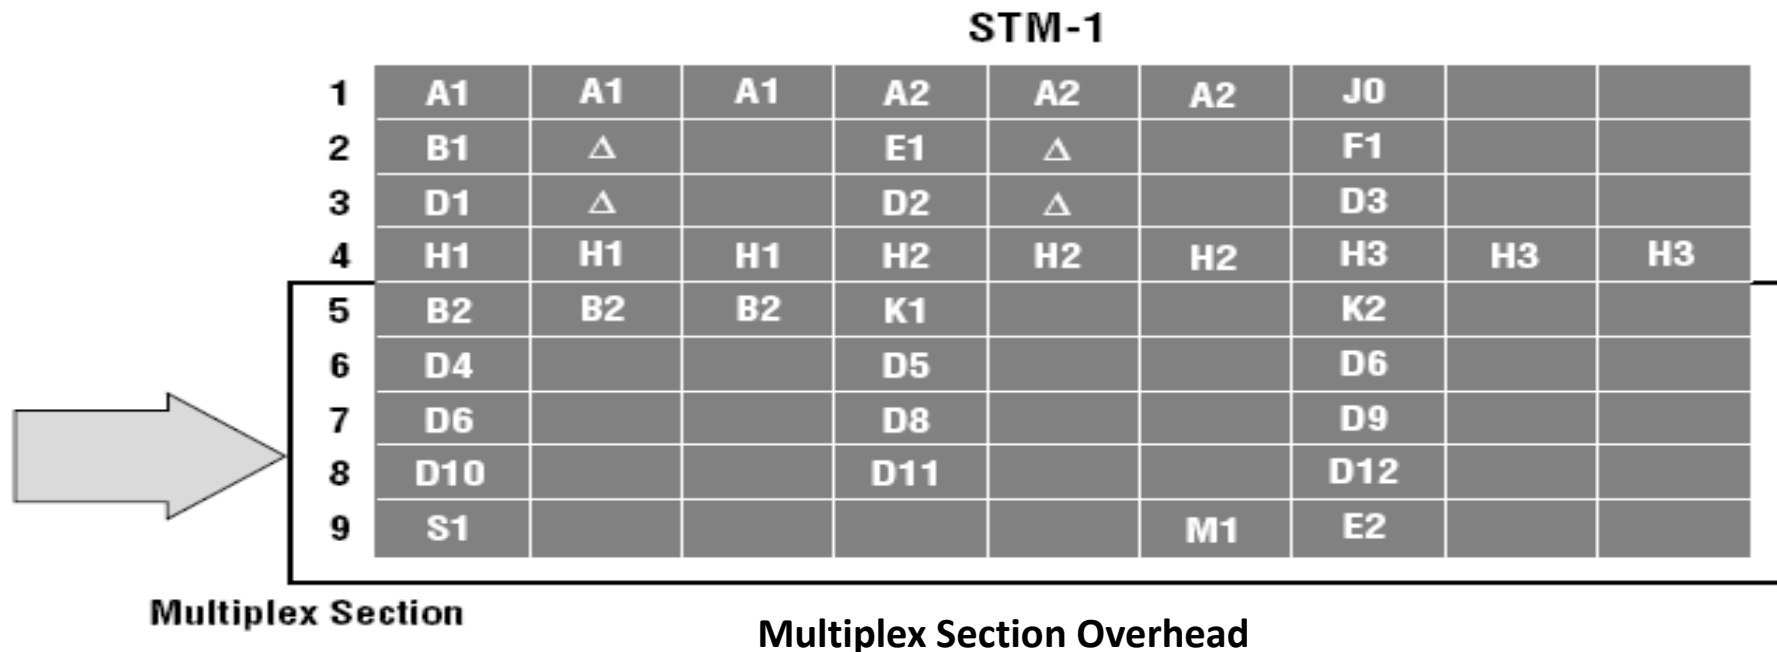 STM-1
1 A1 A1 A1 A2 A2 A2 J0
2 B1 Δ E1 Δ F1
3 D1 Δ D2 Δ D3
4 H1 H1 H1 H2 H2 H2 H3 H3 H3
5 B2 B2 B2 K1 K2
6 D4 D5 D6
7 D6 D8 D9
8 D10 D11 D12
9 S1 M1 E2
Multiplex Section
Multiplex Section Overhead